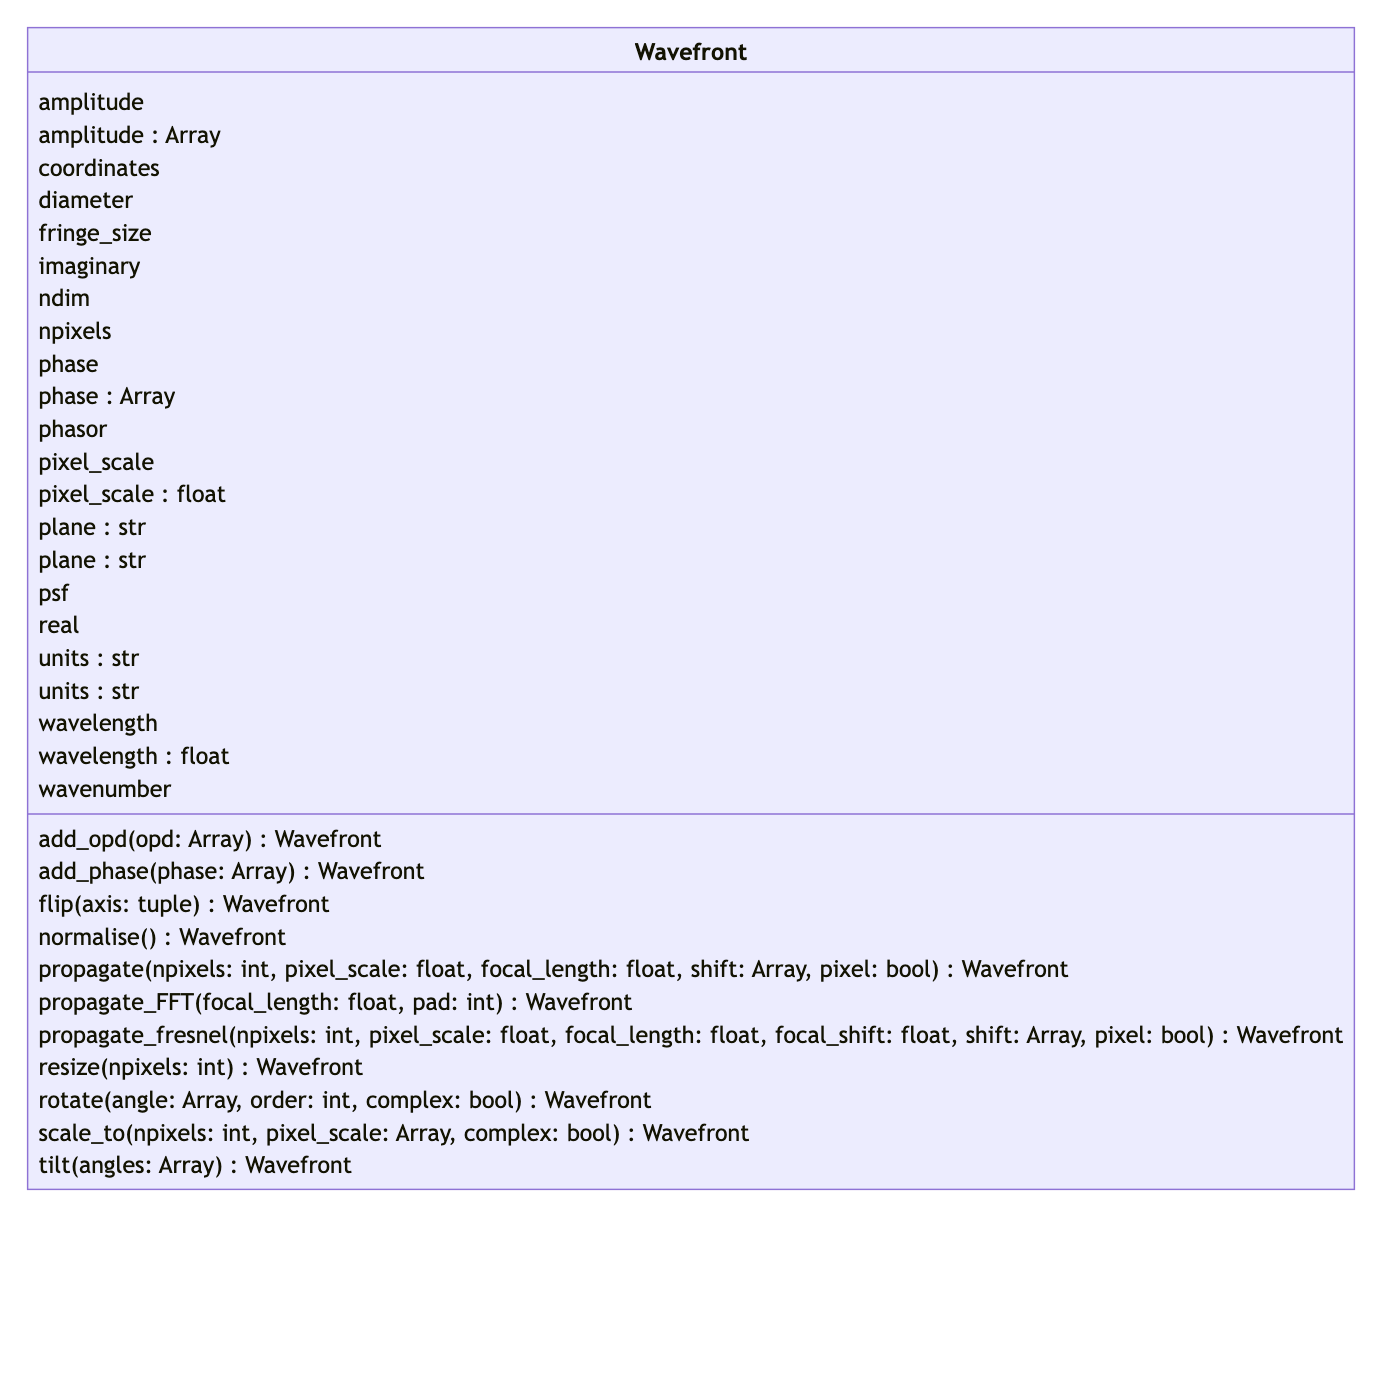 Wavefront
amplitude
amplitude : Array
coordinates
diameter
fringe_size
imaginary
ndim
npixels
phase
phase : Array
phasor
pixel_scale
pixel_scale : float
plane : str
plane : str
psf
real
units : str
units : str
wavelength
wavelength : float
wavenumber
add_opd(opd: Array) : Wavefront
add_phase(phase: Array) : Wavefront
flip(axis: tuple) : Wavefront
normalise() : Wavefront
propagate(npixels: int, pixel_scale: float, focal_length: float, shift: Array, pixel: bool) : Wavefront
propagate_FFT(focal_length: float, pad: int) : Wavefront
propagate_fresnel(npixels: int, pixel_scale: float, focal_length: float, focal_shift: float, shift: Array, pixel: bool) : Wavefront
resize(npixels: int) : Wavefront
rotate(angle: Array, order: int, complex: bool) : Wavefront
scale_to(npixels: int, pixel_scale: Array, complex: bool) : Wavefront
tilt(angles: Array) : Wavefront